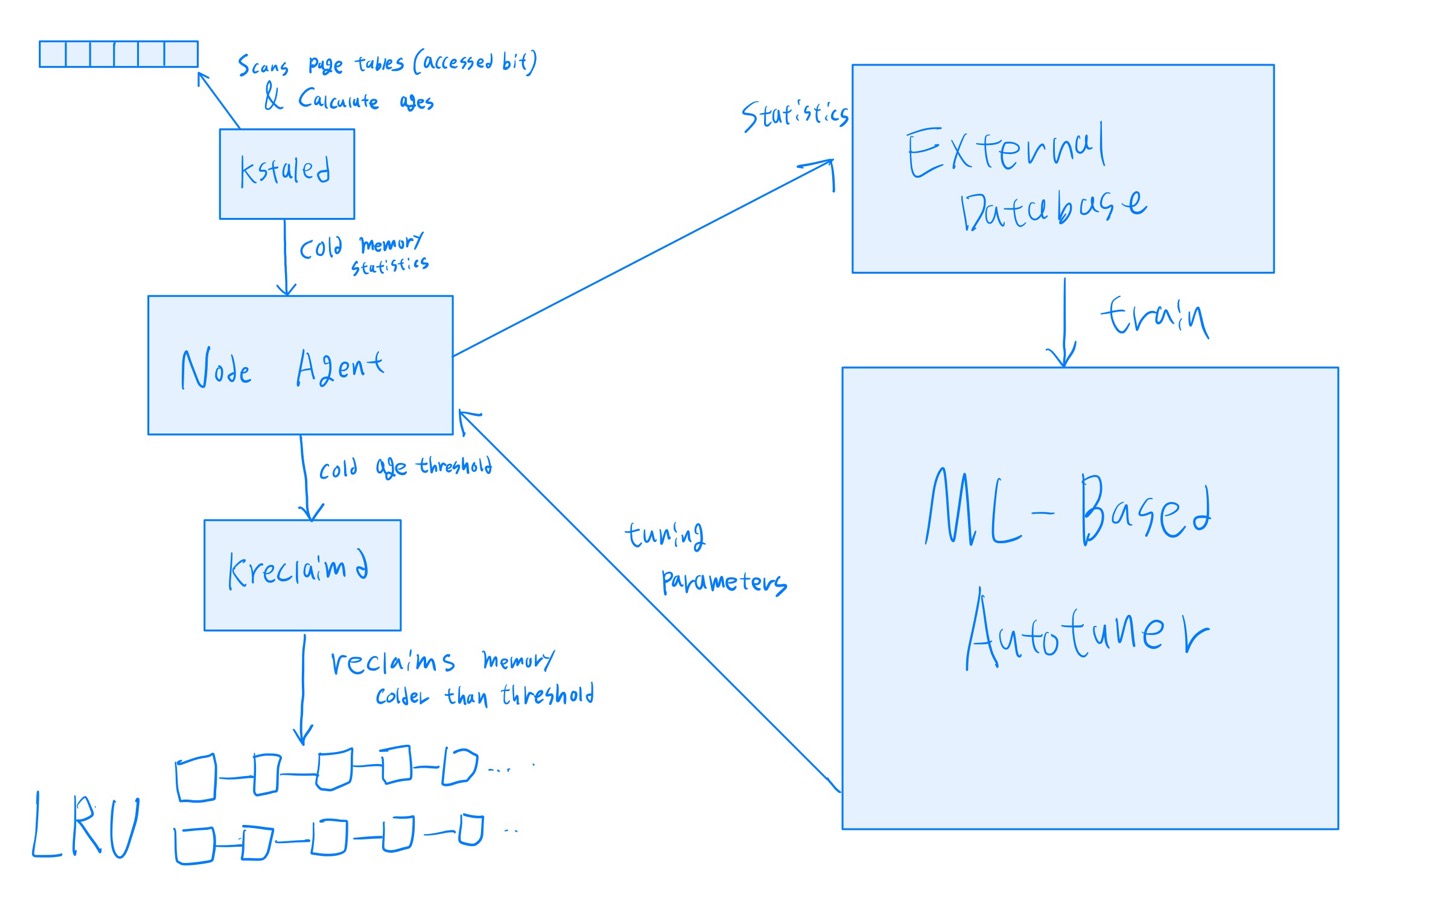 Scans page tables (accessed bit)
& Calculate ages
kstaled
cold memory
statistics
Node Agent
cold age threshold
kreclaimd
reclaims memory
colder than threshold
LRU
Statistics
External
Database
train
ML-Based
Autotuner
tuning
parameters